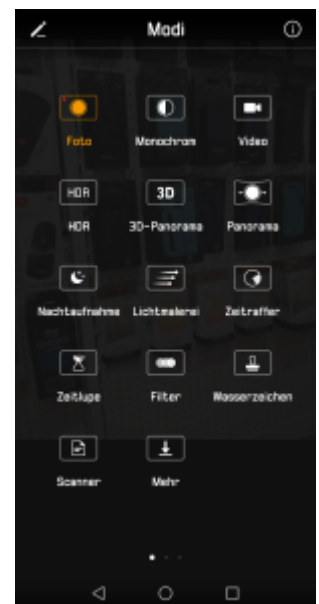 Modi
Foto Monochrom Video
HDR 3D
HDR 3D-Panorama Panorama
Nachtaufnahme Lichtmalerei Zeitraffer
Zeitlupe Filter Wasserzeichen
Scanner Mehr